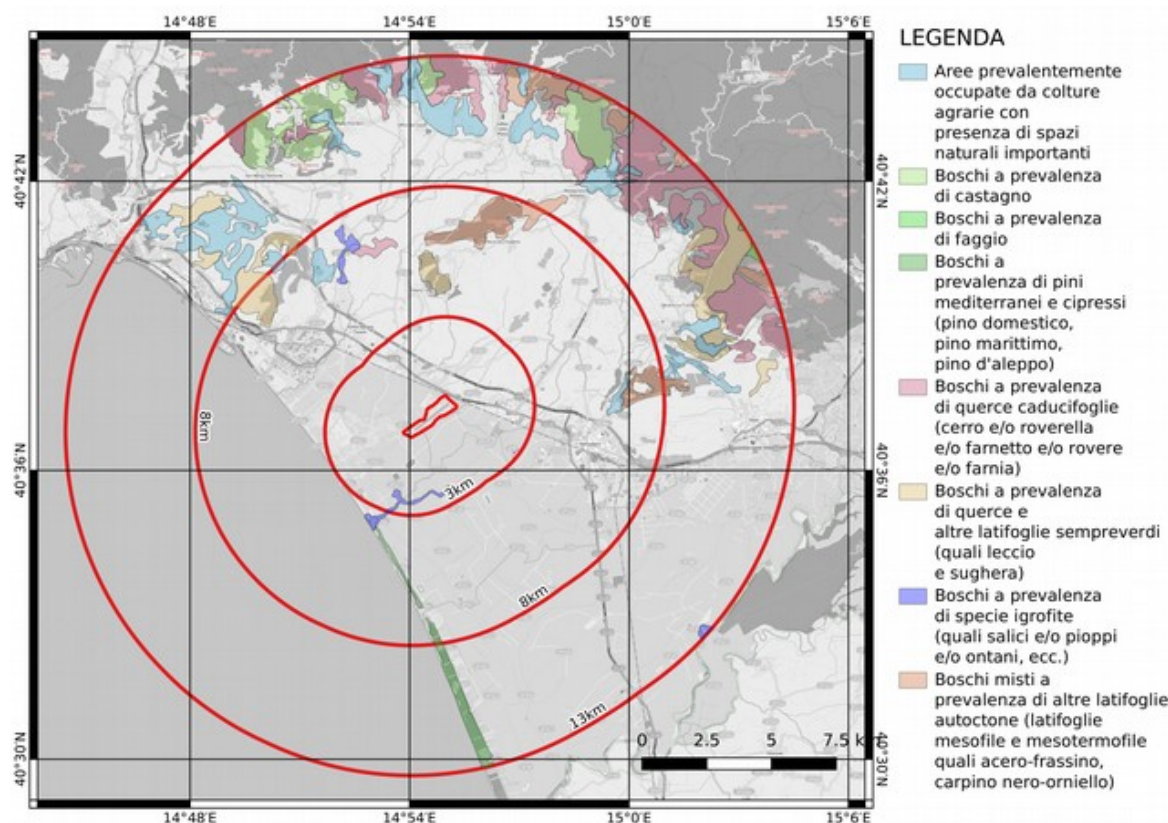 14°48'E
14°54'E
15°0'E
15°6'E
40°42'N
40°42'N
40°36'N
40°36'N
40°30'N
40°30'N
8km
3km
8km
13km
0 2.5 5 7.5
14°48'E
14°54'E
15°0'E
15°6'E
LEGENDA
Aree prevalentemente
occupate da colture
agrarie con
presenza di spazi
naturali importanti
Boschi a prevalenza
di castagno
Boschi a prevalenza
di faggio
Boschi a
prevalenza di pini
mediterranei e cipressi
(pino domestico,
pino marittimo,
pino d'aleppo)
Boschi a prevalenza
di querce caducifoglie
(cerro e/o roverella
e/o farnetto e/o rovere
e/o farnia)
Boschi a prevalenza
di querce e
altre latifoglie sempreverdi
(quali leccio
e sughera)
Boschi a prevalenza
di specie igrofite
(quali salici e/o pioppi
e/o ontani, ecc.)
Boschi misti a
prevalenza di altre latifoglie
autoctone (latifoglie
mesofile e mesotermofile
quali acero-frassino,
carpino nero-orniello)